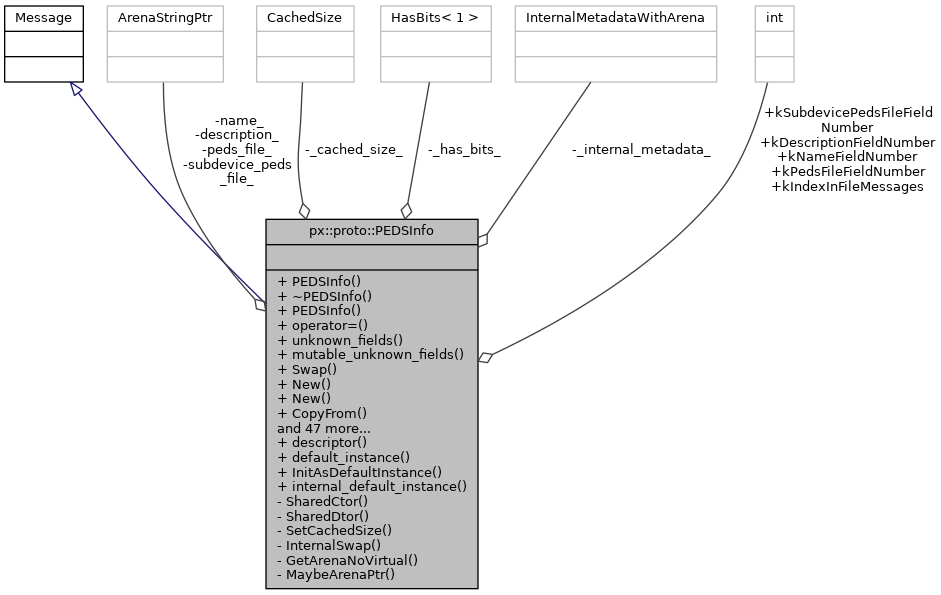 Message
ArenaStringPtr
CachedSize
HasBits< 1 >
InternalMetadataWithArena
int
-name_
-description_
-peds_file_
-subdevice_peds
_file_
-_cached_size_
-_has_bits_
-_internal_metadata_
+kSubdevicePedsFileField
Number
+kDescriptionFieldNumber
+kNameFieldNumber
+kPedsFileFieldNumber
+kIndexInFileMessages
px::proto::PEDSInfo
+ PEDSInfo()
+ ~PEDSInfo()
+ PEDSInfo()
+ operator=()
+ unknown_fields()
+ mutable_unknown_fields()
+ Swap()
+ New()
+ New()
+ CopyFrom()
and 47 more...
+ descriptor()
+ default_instance()
+ InitAsDefaultInstance()
+ internal_default_instance()
- SharedCtor()
- SharedDtor()
- SetCachedSize()
- InternalSwap()
- GetArenaNoVirtual()
- MaybeArenaPtr()